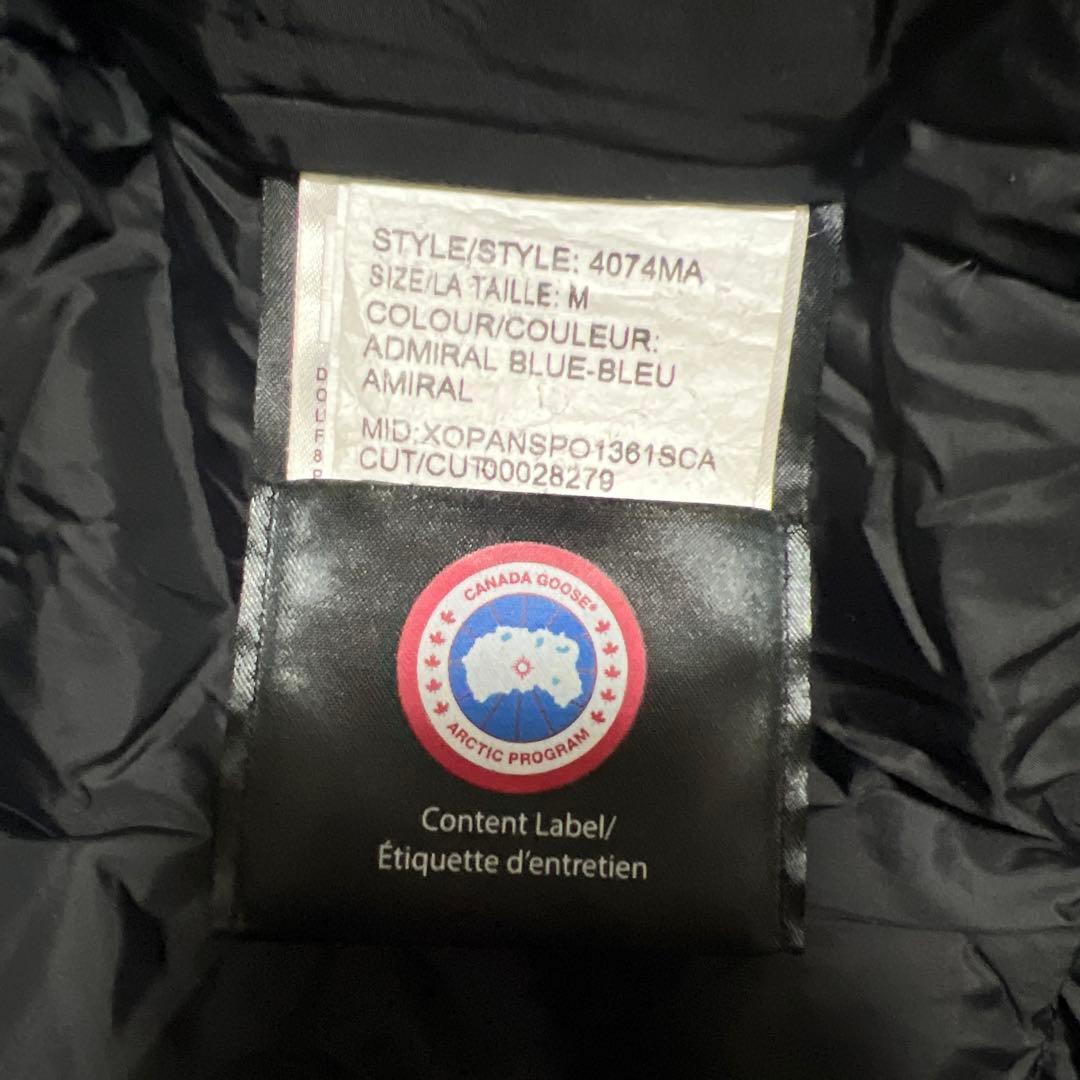 STYLE/STYLE: 4074MA
SIZE/LA TAILLE: M
COLOUR/COULEUR:
ADMIRAL BLUE-BLEU
AMIRAL
MID:XOPANSPO1361SCA
CUT/CUT00028279
CANADA GOOSE®
ARCTIC PROGRAM
Content Label/
Étiquette d'entretien